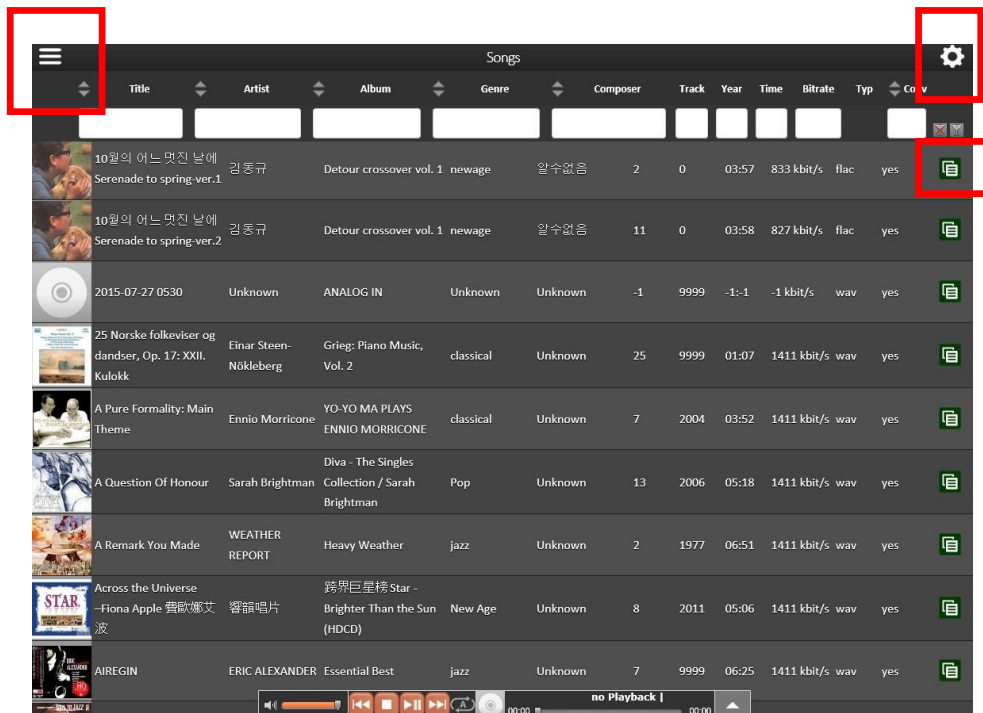 Songs
Title Artist Album Genre Composer Track Year Time Bitrate Typ Conv
10월의 어느 멋진 날에
Serenade to spring-ver.1 김동규 Detour crossover vol. 1 newage 알수없음 2 0 03:57 833 kbit/s flac yes
10월의 어느 멋진 날에
Serenade to spring-ver.2 김동규 Detour crossover vol. 1 newage 알수없음 11 0 03:58 827 kbit/s flac yes
2015-07-27 0530 Unknown ANALOG IN Unknown Unknown -1 9999 -1:-1 -1 kbit/s wav yes
25 Norske folkeviser og
dandser, Op. 17: XXII.
Kulokk
Einar Steen-
Nökleberg
Grieg: Piano Music,
Vol. 2
classical Unknown 25 9999 01:07 1411 kbit/s wav yes
A Pure Formality: Main
Theme
Ennio Morricone
YO-YO MA PLAYS
ENNIO MORRICONE
classical Unknown 7 2004 03:52 1411 kbit/s wav yes
A Question Of Honour
Sarah Brightman
Diva - The Singles
Collection / Sarah
Brightman
Pop Unknown 13 2006 05:18 1411 kbit/s wav yes
A Remark You Made
WEATHER
REPORT
Heavy Weather jazz Unknown 2 1977 06:51 1411 kbit/s wav yes
STAR
Across the Universe
–Fiona Apple 費歐娜艾
波
響韻唱片
跨界巨星榜 Star -
Brighter Than the Sun
(HDCD)
New Age Unknown 8 2011 05:06 1411 kbit/s wav yes
AIREGIN ERIC ALEXANDER Essential Best jazz Unknown 7 9999 06:25 1411 kbit/s wav yes
A
no Playback |
00:00 00:00